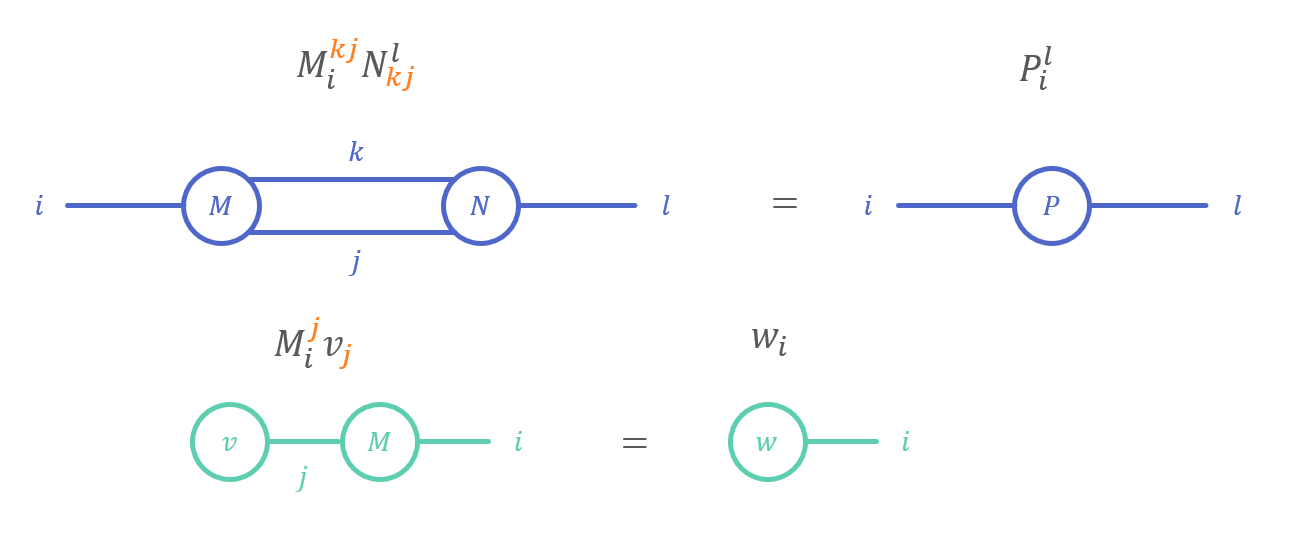 M_i^{kj} N_{kj}^l P_i^l
k
i M N l = i P l
j
M_i^j v_j w_i
v M i = w i
j